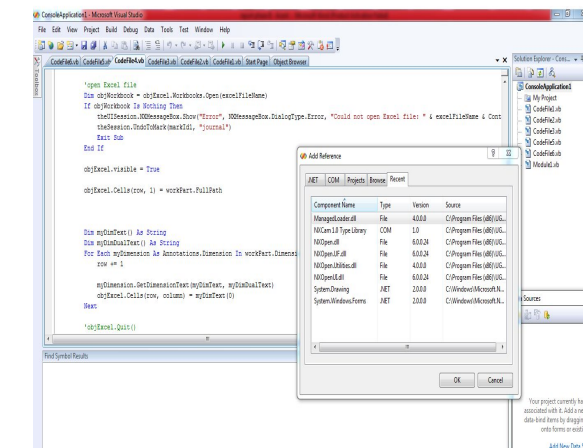 ConsoleApplication1 - Microsoft Visual Studio
File Edit View Project Build Debug Data Tools Test Window Help
CodeFile6.vb CodeFile5.vb CodeFile4.vb CodeFile3.vb CodeFile2.vb CodeFile1.vb Start Page Object Browser
Toolbox
'open Excel file
Dim objWorkbook = objExcel.Workbooks.Open(excelFileName)
If objWorkbook Is Nothing Then
theUISession.NXMessageBox.Show("Error", NXMessageBox.DialogType.Error, "Could not open Excel file: " & excelFileName & Cont
theSession.UndoToMark(markId1, "journal")
Exit Sub
End If
objExcel.visible = True
objExcel.Cells(row, 1) = workPart.FullPath
Dim myDimText() As String
Dim myDimDualText() As String
For Each myDimension As Annotations.Dimension In workPart.Dimensi
row += 1
myDimension.GetDimensionText(myDimText, myDimDualText)
objExcel.Cells(row, column) = myDimText(0)
Next
'objExcel.Quit()
Find Symbol Results
Add Reference
.NET COM Projects Browse Recent
Component Name Type Version Source
ManagedLoader.dll File 4.0.0.0 C:\Program Files (x86)\UG...
NXCam 1.0 Type Library COM 1.0 C:\Program Files (x86)\UG...
NXOpen.dll File 6.0.0.24 C:\Program Files (x86)\UG...
NXOpen.UF.dll File 6.0.0.24 C:\Program Files (x86)\UG...
NXOpen.Utilities.dll File 4.0.0.0 C:\Program Files (x86)\UG...
NXOpenUI.dll File 6.0.0.24 C:\Program Files (x86)\UG...
System.Drawing .NET 2.0.0.0 C:\Windows\Microsoft.N...
System.Windows.Forms .NET 2.0.0.0 C:\Windows\Microsoft.N...
OK Cancel
Solution Explorer - Cons...
ConsoleApplication1
My Project
CodeFile1.vb
CodeFile2.vb
CodeFile3.vb
CodeFile5.vb
CodeFile6.vb
Module1.vb
Sources
Your project currently ha
associated with it. Add a ne
data-bind items by draggin
onto forms or existi
Add New Data